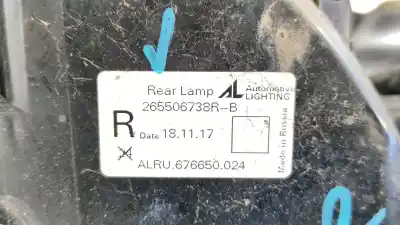 Rear Lamp AL Automotive LIGHTING
265506738R--B
R Date 18.11.17
ALRU.676650.024
Made in Russia